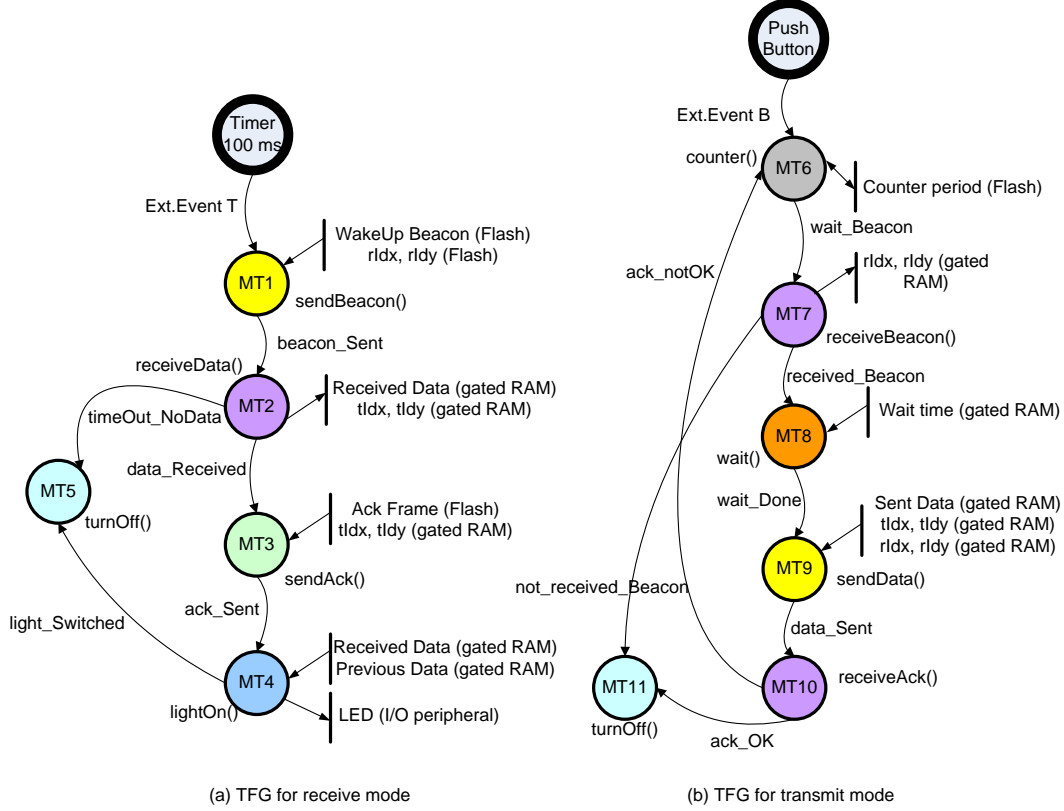 Timer
100 ms
Ext.Event T
WakeUp Beacon (Flash)
rIdx, rIdy (Flash)
MT1
sendBeacon()
beacon_Sent
receiveData()
MT2
Received Data (gated RAM)
tIdx, tIdy (gated RAM)
timeOut_NoData
data_Received
MT5
turnOff()
Ack Frame (Flash)
tIdx, tIdy (gated RAM)
MT3
sendAck()
ack_Sent
light_Switched
Received Data (gated RAM)
Previous Data (gated RAM)
MT4
lightOn()
LED (I/O peripheral)
(a) TFG for receive mode
Push
Button
Ext.Event B
counter()
MT6
Counter period (Flash)
wait_Beacon
ack_notOK
rIdx, rIdy (gated
RAM)
MT7
receiveBeacon()
received_Beacon
Wait time (gated RAM)
MT8
wait()
wait_Done
Sent Data (gated RAM)
tIdx, tIdy (gated RAM)
rIdx, rIdy (gated RAM)
MT9
sendData()
not_received_Beacon
data_Sent
MT10
receiveAck()
MT11
turnOff()
ack_OK
(b) TFG for transmit mode